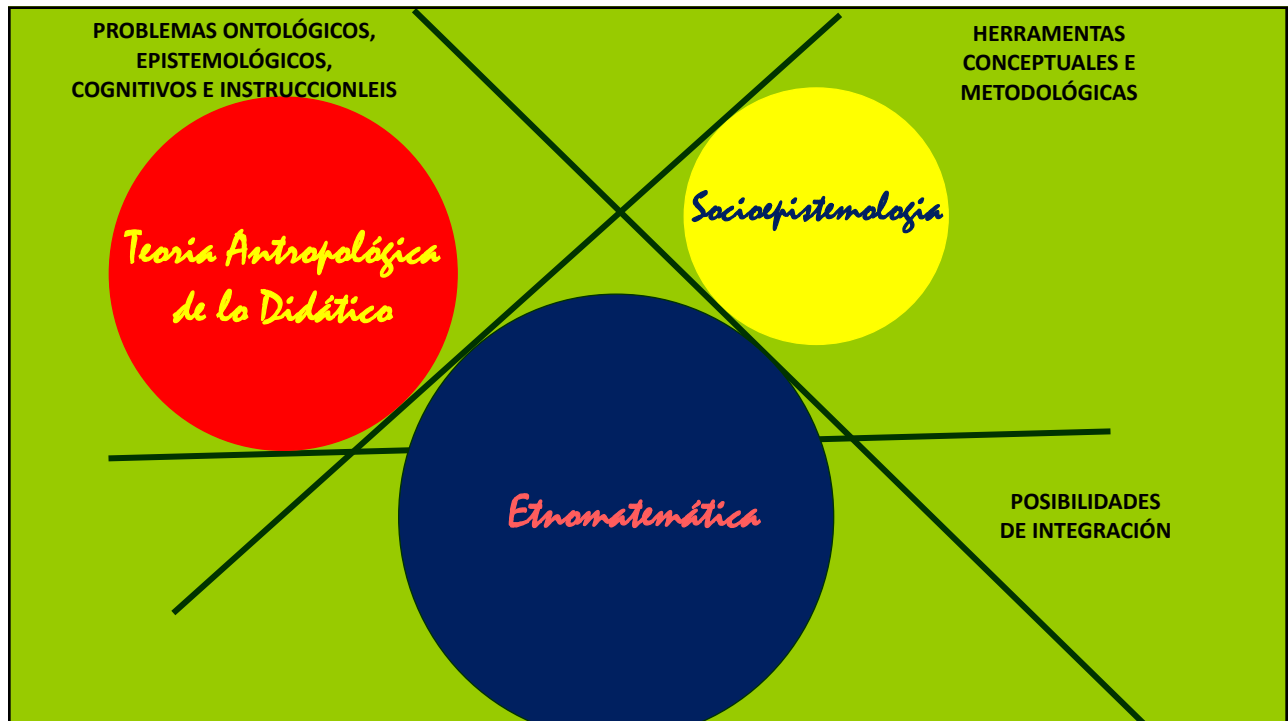 PROBLEMAS ONTOLÓGICOS,
EPISTEMOLÓGICOS,
COGNITIVOS E INSTRUCCIONLEIS
HERRAMENTAS
CONCEPTUALES E
METODOLÓGICAS
Socioepistemologia
Teoria Antropológica
de lo Didático
Etnomatemática
POSIBILIDADES
DE INTEGRACIÓN